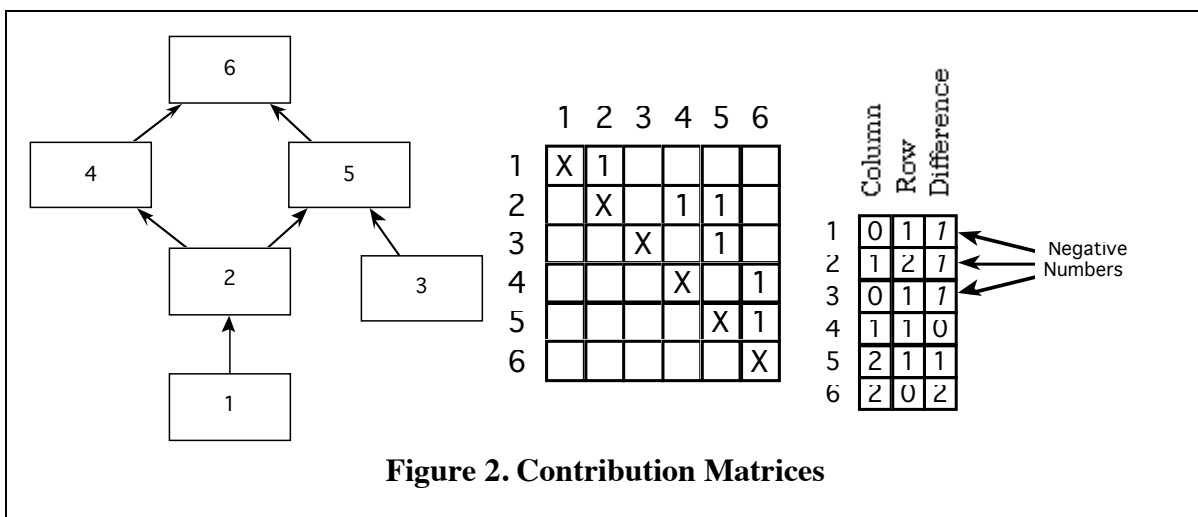 6
4
5
2
3
1
1 2 3 4 5 6
1 X 1
2 X 1 1
3 X 1
4 X 1
5 X 1
6 X
Column
Row
Difference
1 0 1 1
2 1 2 1
3 0 1 1
4 1 1 0
5 2 1 1
6 2 0 2
Negative
Numbers
Figure 2. Contribution Matrices